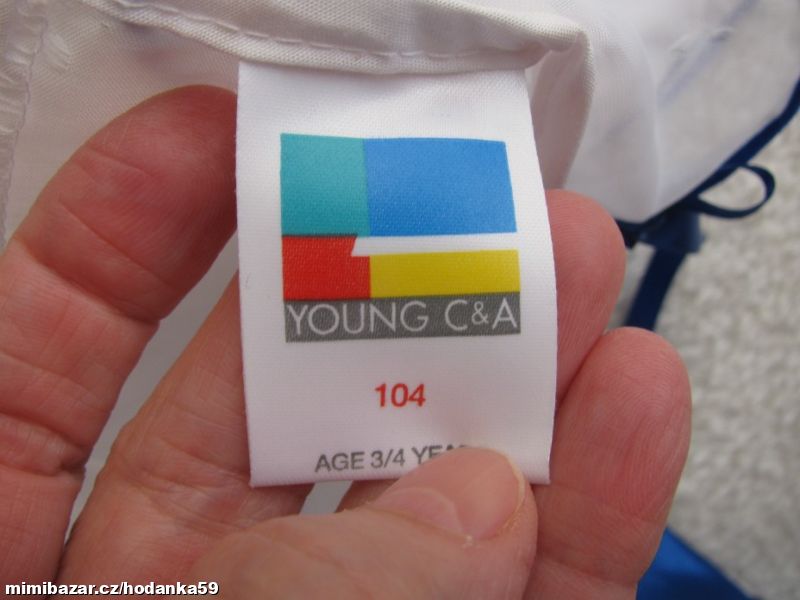 YOUNG C&A
104
AGE 3/4
mimibazar.cz/hodanka59